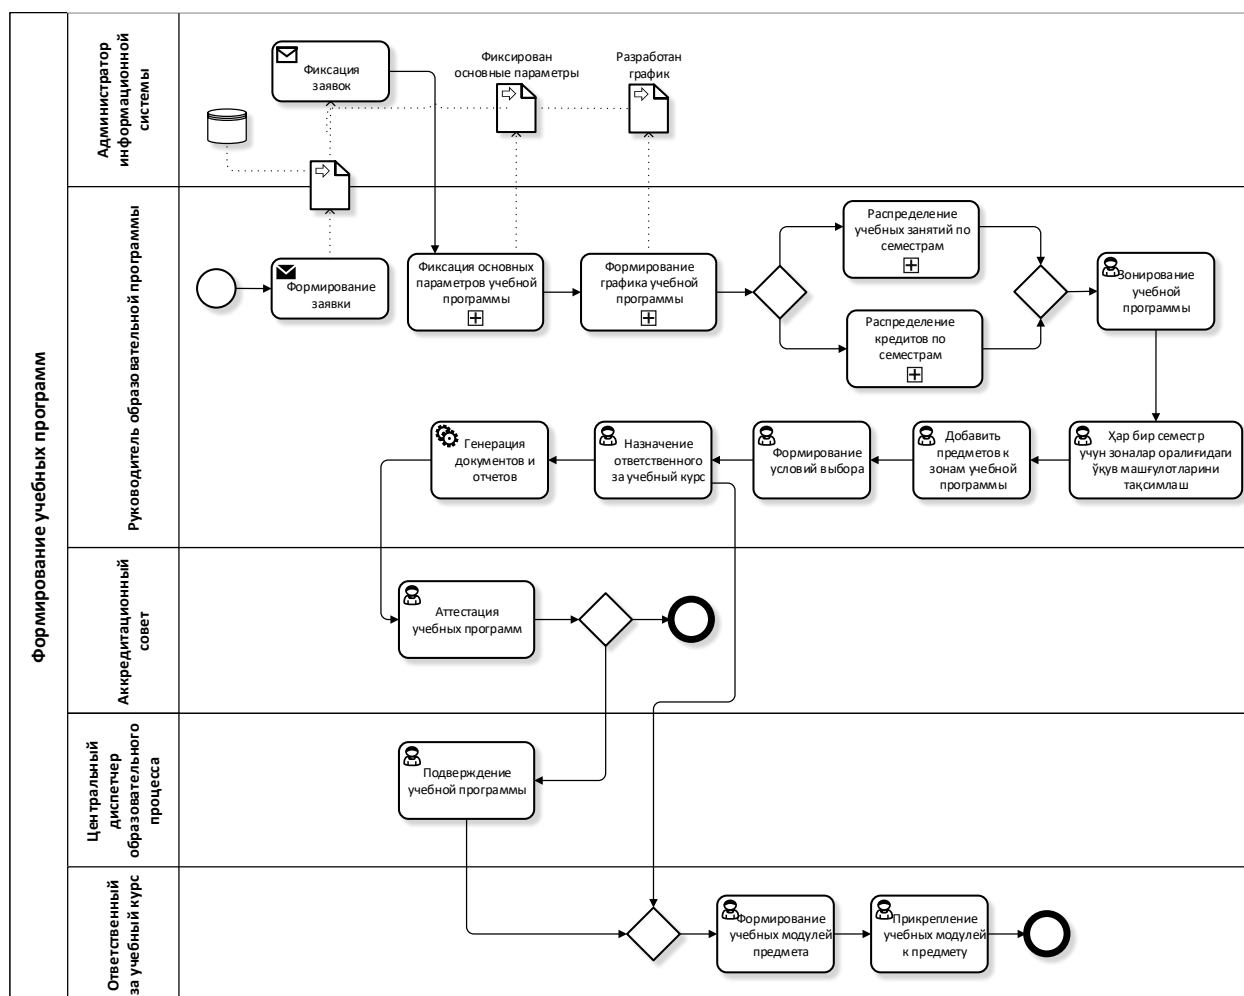 Формирование учебных программ
Администратор
информационной
системы
Фиксация
заявок
Фиксирован
основные параметры
Разработан
график
Руководитель образовательной программы
Формирование
заявки
Фиксация основных
параметров учебной
программы
Формирование
графика учебной
программы
Распределение
учебных занятий по
семестрам
Распределение
кредитов по
семестрам
Зонирование
учебной
программы
Генерация
документов и
отчетов
Назначение
ответственного
за учебный курс
Формирование
условий выбора
Добавить
предметов к
зонам учебной
программы
Ҳар бир семестр
учун зоналар оралиғидаги
ўқув машғулотларини
тақсимлаш
Аккредитационный
совет
Аттестация
учебных программ
Центральный
диспетчер
образовательного
процесса
Подверждение
учебной программы
Ответственный
за учебный курс
Формирование
учебных модулей
предмета
Прикрепление
учебных модулей
к предмету